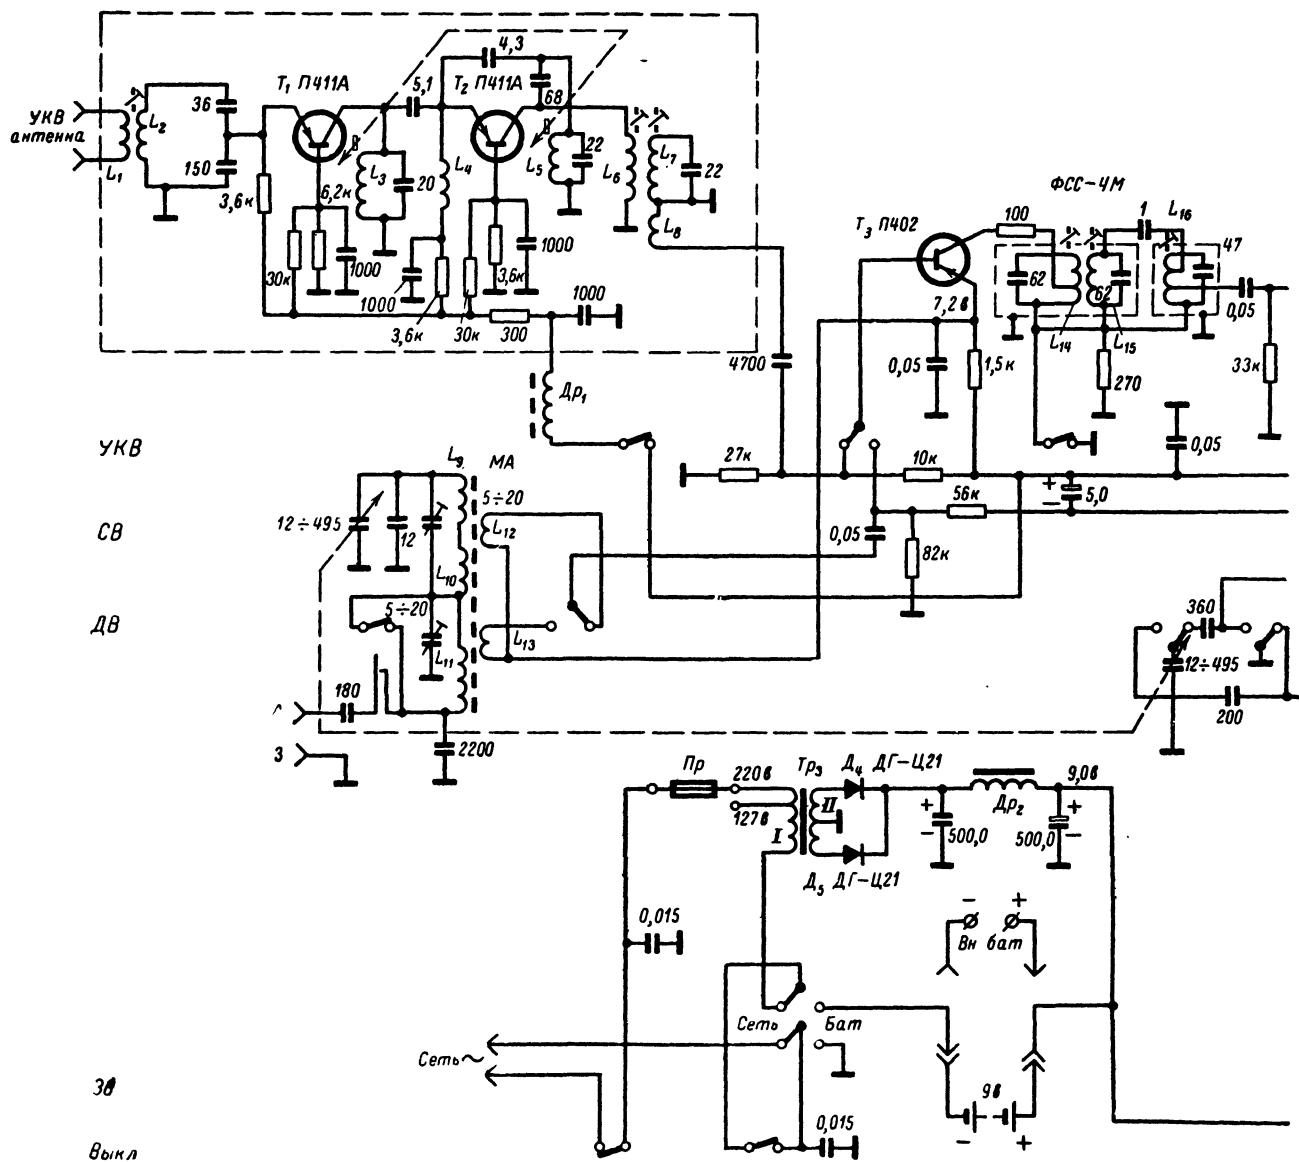 4,3
T₁ П411А
5,1
T₂ П411А
36
68
УКВ
антенна
L₂
В
В
150
22
L₁
L₃
L₄
L₅
L₆
L₇
22
20
3,6к
6,2к
ФСС-4М
T₃ П402
100
1
L₁₆
L₈
1000
47
30к
1000
1000
3,6к
62
62
1000
7,2в
0,05
3,6к
30к
300
L₁₄
L₁₅
4700
0,05
1,5к
270
33к
Др₁
УКВ
L₉
МА
27к
10к
0,05
5÷20
56к
+
−
5,0
12÷495
12
L₁₂
СВ
0,05
82к
L₁₀
5÷20
360
ДВ
L₁₃
L₁₁
12÷495
180
200
2200
З
Пр
220в
Тр₃
Д₄ ДГ-Ц21
9,0в
127в
I
II
+
−
500,0
Др₂
+
−
500,0
Д₅ ДГ-Ц21
0,015
−
+
Вн бат
Сеть
Бат
Сеть ~
Зв
9в
0,015
−
+
Выкл